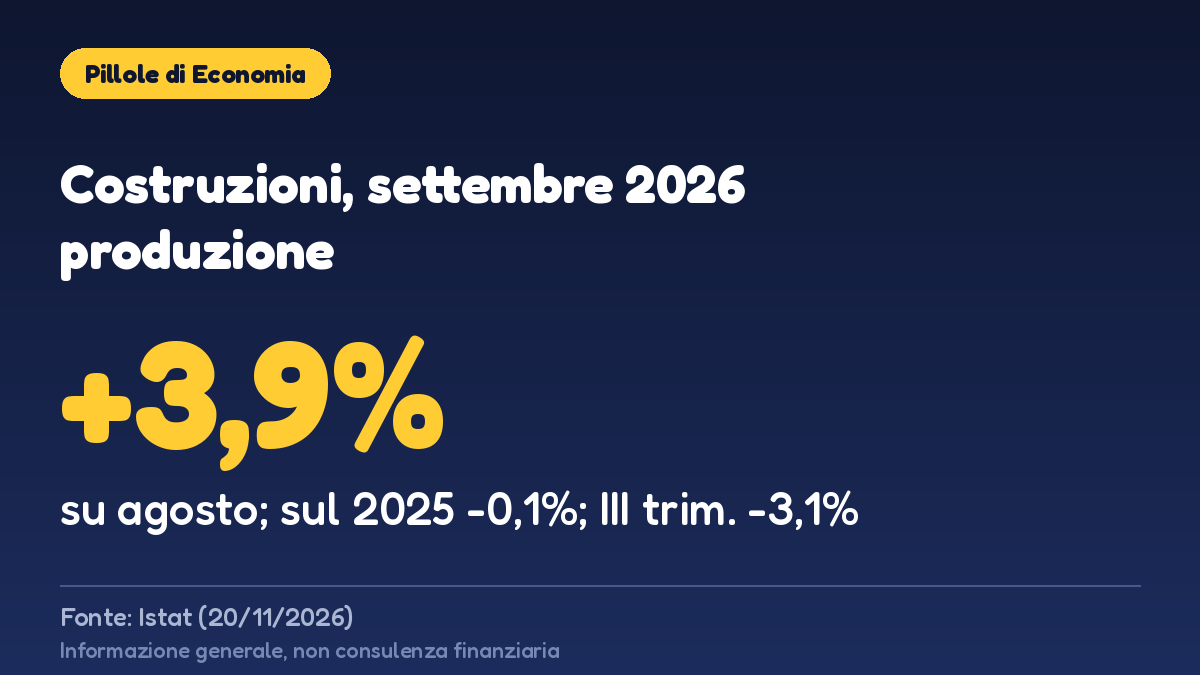 Pillole di Economia
Costruzioni, settembre 2026
produzione
+3,9%
su agosto; sul 2025 -0,1%; III trim. -3,1%
Fonte: Istat (20/11/2026)
Informazione generale, non consulenza finanziaria